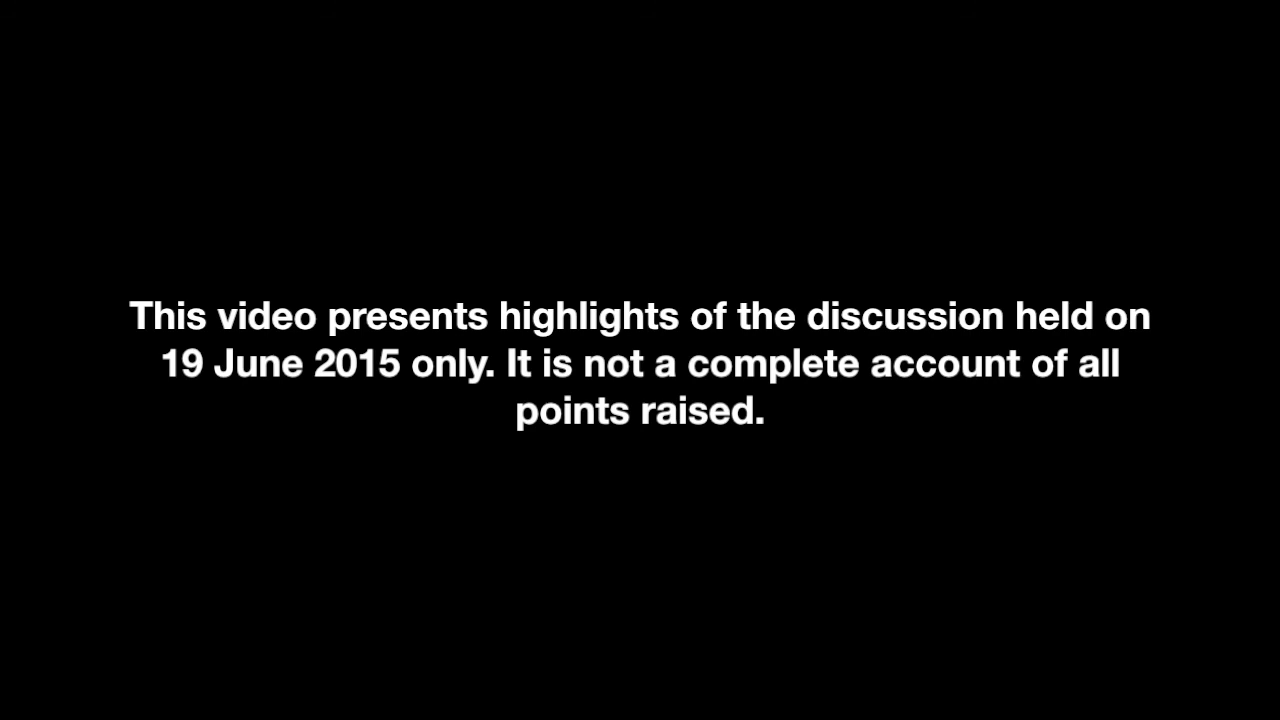 This video presents highlights of the discussion held on
19 June 2015 only. It is not a complete account of all
points raised.